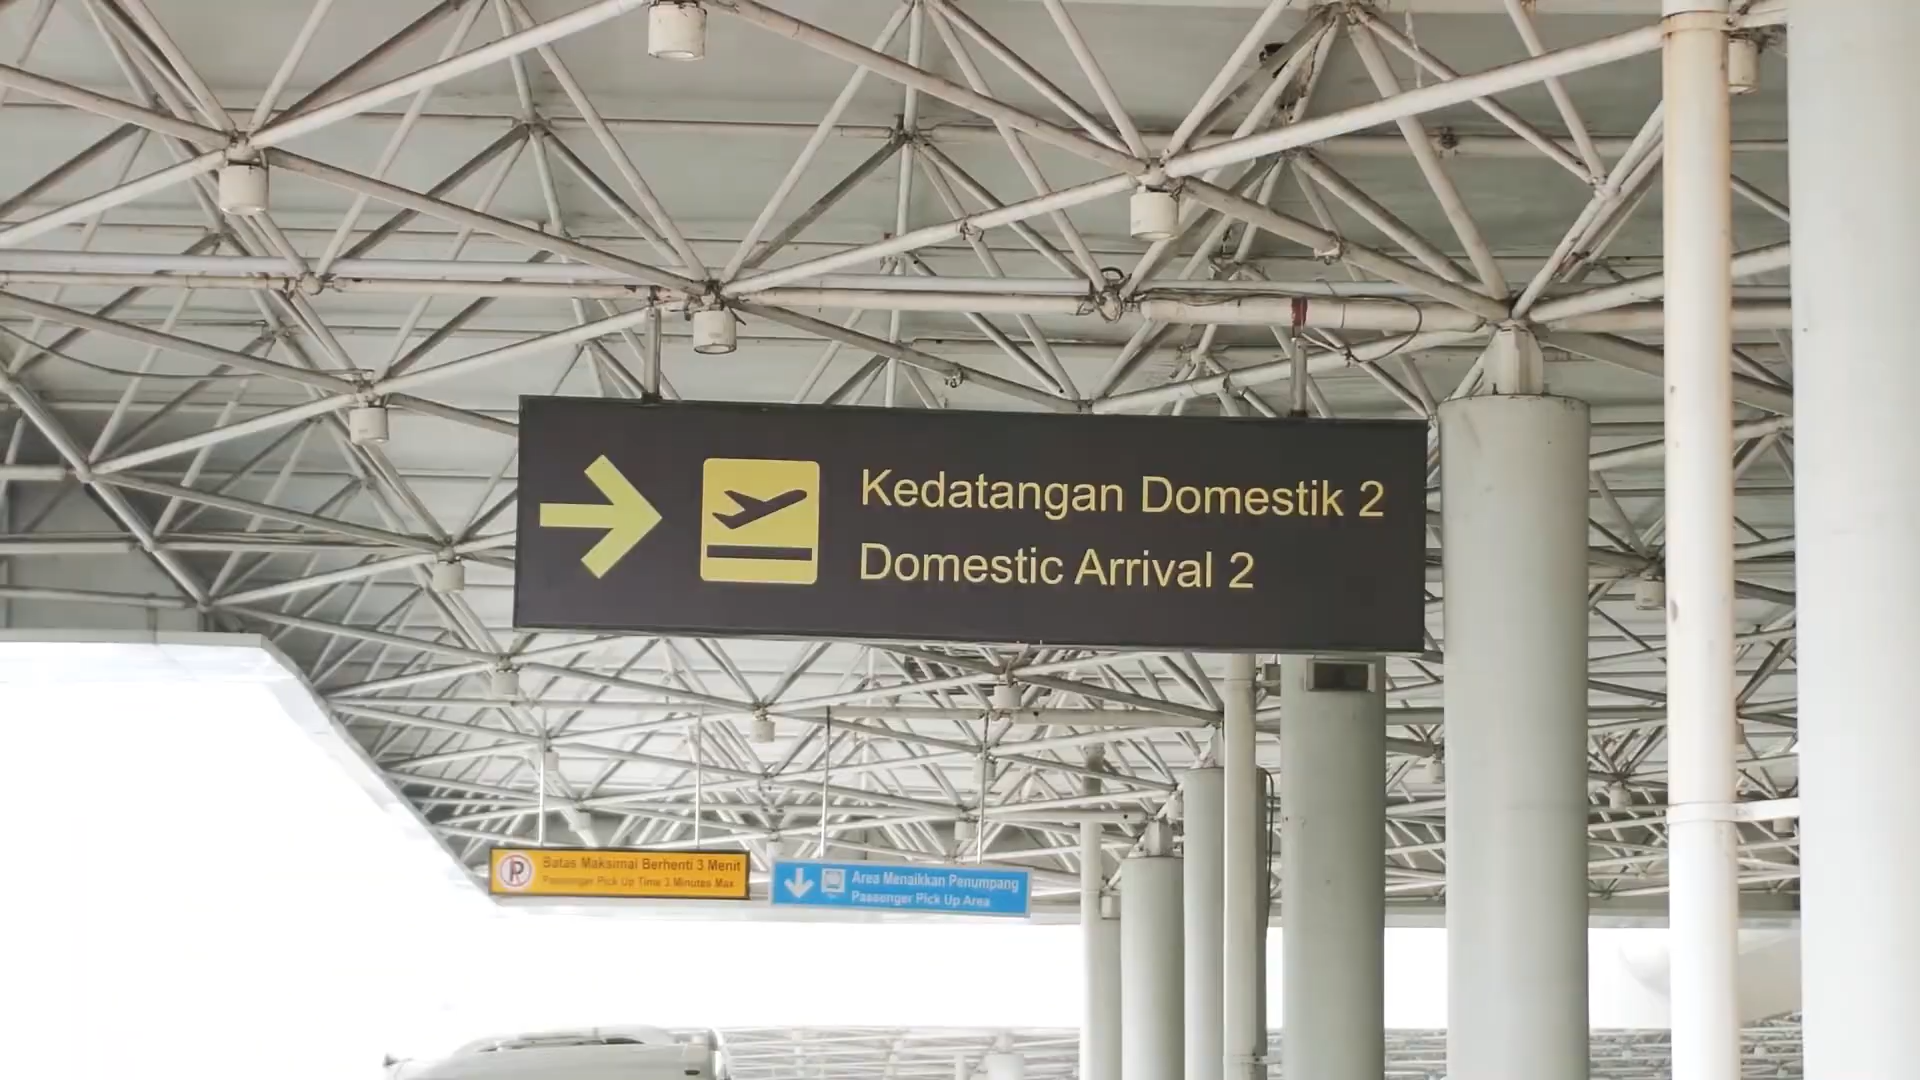 Kedatangan Domestik 2
Domestic Arrival 2
Batas Maksimal Berhenti 3 Menit
Passenger Pick Up Time 3 Minutes Max
Area Menaikkan Penumpang
Passenger Pick Up Area